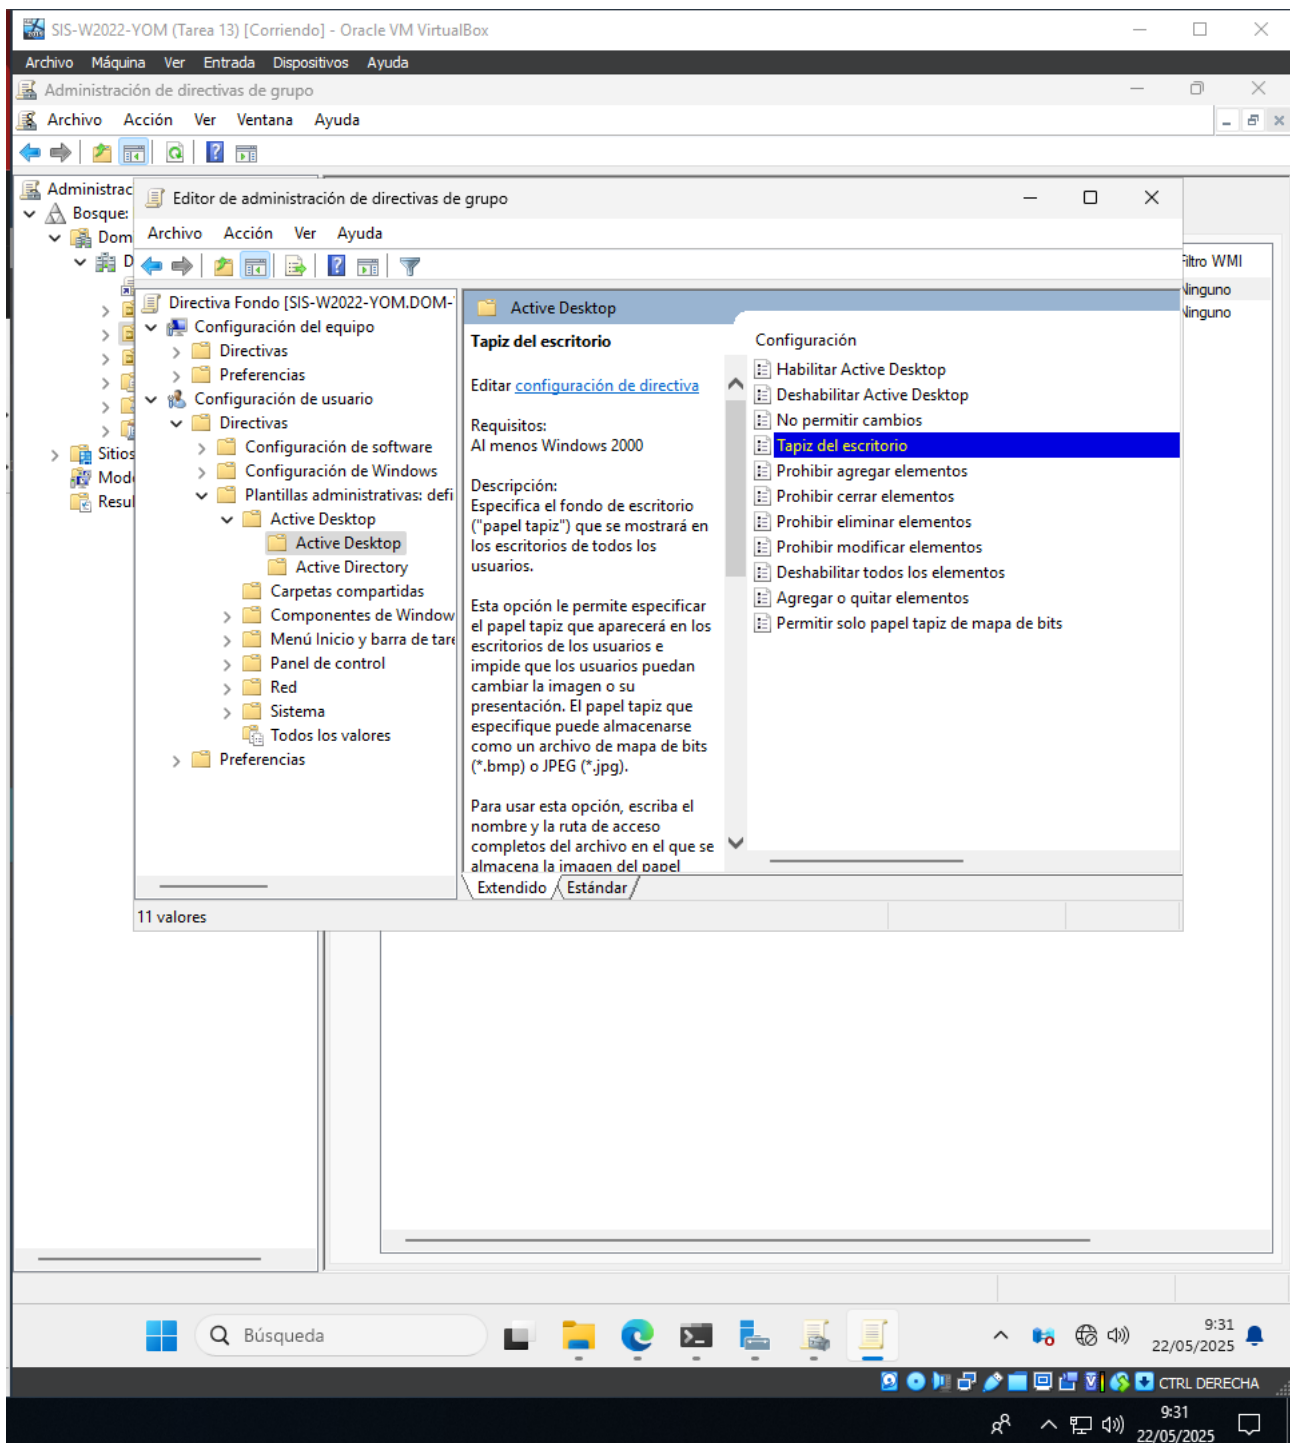 SIS-W2022-YOM (Tarea 13) [Corriendo] - Oracle VM VirtualBox
Archivo Máquina Ver Entrada Dispositivos Ayuda
Administración de directivas de grupo
Archivo Acción Ver Ventana Ayuda
Administrac
Bosque:
Dom
D
Sitios
Mode
Resul
Editor de administración de directivas de grupo
Archivo Acción Ver Ayuda
Directiva Fondo [SIS-W2022-YOM.DOM-
Configuración del equipo
Directivas
Preferencias
Configuración de usuario
Directivas
Configuración de software
Configuración de Windows
Plantillas administrativas: defi
Active Desktop
Active Desktop
Active Directory
Carpetas compartidas
Componentes de Window
Menú Inicio y barra de tare
Panel de control
Red
Sistema
Todos los valores
Preferencias
Active Desktop
Tapiz del escritorio
Editar configuración de directiva
Requisitos:
Al menos Windows 2000
Descripción:
Especifica el fondo de escritorio
("papel tapiz") que se mostrará en
los escritorios de todos los
usuarios.
Esta opción le permite especificar
el papel tapiz que aparecerá en los
escritorios de los usuarios e
impide que los usuarios puedan
cambiar la imagen o su
presentación. El papel tapiz que
especifique puede almacenarse
como un archivo de mapa de bits
(*.bmp) o JPEG (*.jpg).
Para usar esta opción, escriba el
nombre y la ruta de acceso
completos del archivo en el que se
almacena la imagen del papel
Configuración
Habilitar Active Desktop
Deshabilitar Active Desktop
No permitir cambios
Tapiz del escritorio
Prohibir agregar elementos
Prohibir cerrar elementos
Prohibir eliminar elementos
Prohibir modificar elementos
Deshabilitar todos los elementos
Agregar o quitar elementos
Permitir solo papel tapiz de mapa de bits
Extendido Estándar
11 valores
Filtro WMI
Ninguno
Ninguno
Búsqueda
9:31
22/05/2025
CTRL DERECHA
9:31
22/05/2025